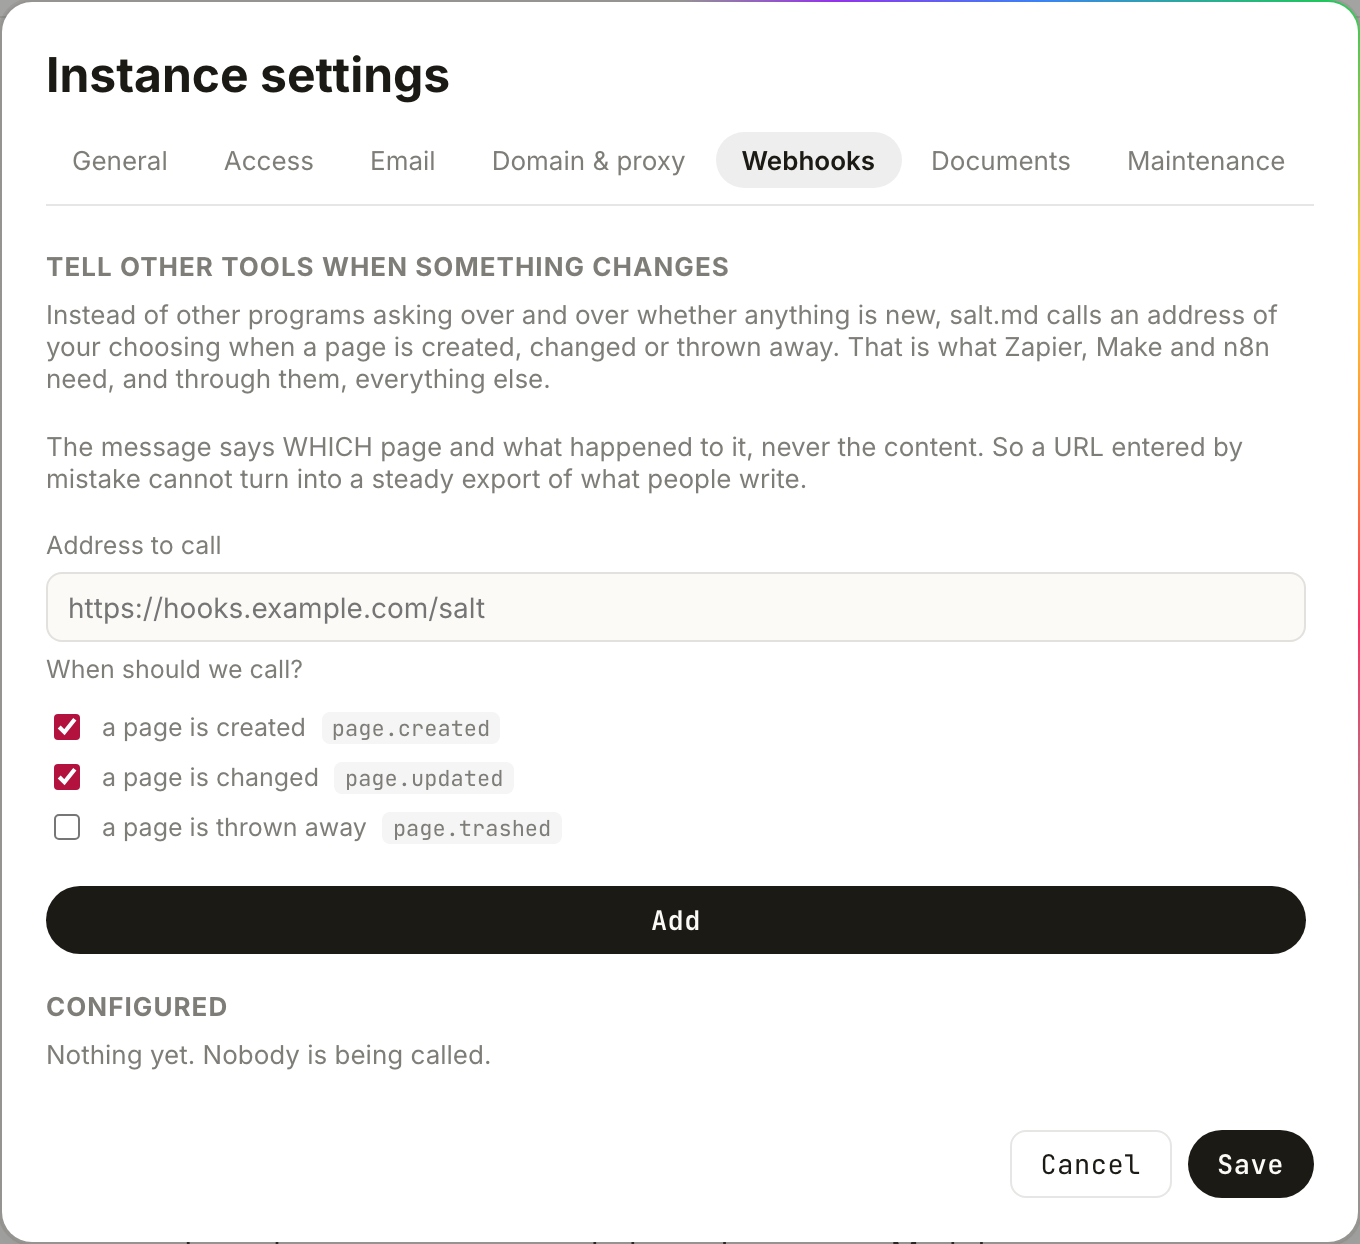 Instance settings
General Access Email Domain & proxy Webhooks Documents Maintenance
TELL OTHER TOOLS WHEN SOMETHING CHANGES
Instead of other programs asking over and over whether anything is new, salt.md calls an address of
your choosing when a page is created, changed or thrown away. That is what Zapier, Make and n8n
need, and through them, everything else.
The message says WHICH page and what happened to it, never the content. So a URL entered by
mistake cannot turn into a steady export of what people write.
Address to call
https://hooks.example.com/salt
When should we call?
a page is created page.created
a page is changed page.updated
a page is thrown away page.trashed
Add
CONFIGURED
Nothing yet. Nobody is being called.
Cancel Save